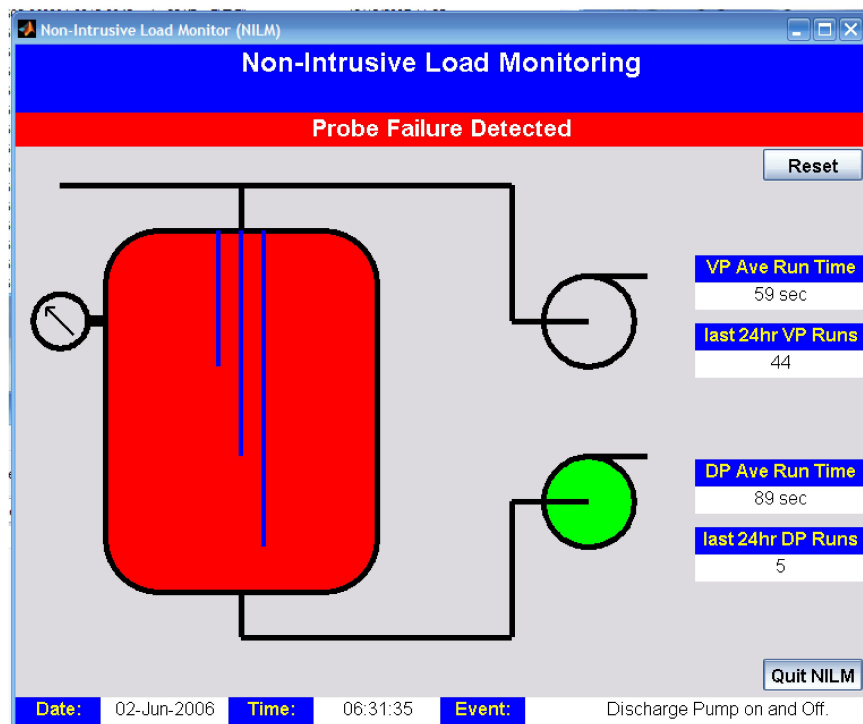 Non-Intrusive Load Monitor (NILM)
Non-Intrusive Load Monitoring
Probe Failure Detected
Reset
VP Ave Run Time
59 sec
last 24hr VP Runs
44
DP Ave Run Time
89 sec
last 24hr DP Runs
5
Quit NILM
Date: 02-Jun-2006 Time: 06:31:35 Event: Discharge Pump on and Off.